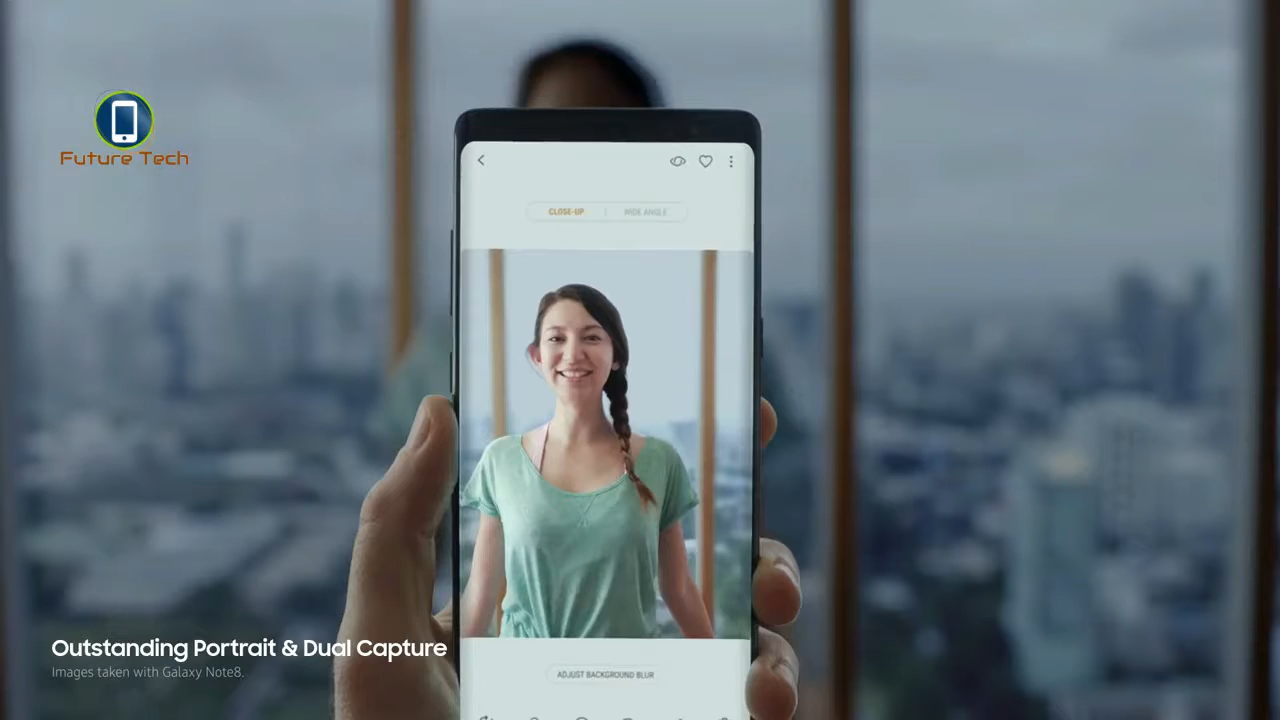 Future Tech
CLOSE-UP | WIDE ANGLE
Outstanding Portrait & Dual Capture
Images taken with Galaxy Note8.
ADJUST BACKGROUND BLUR